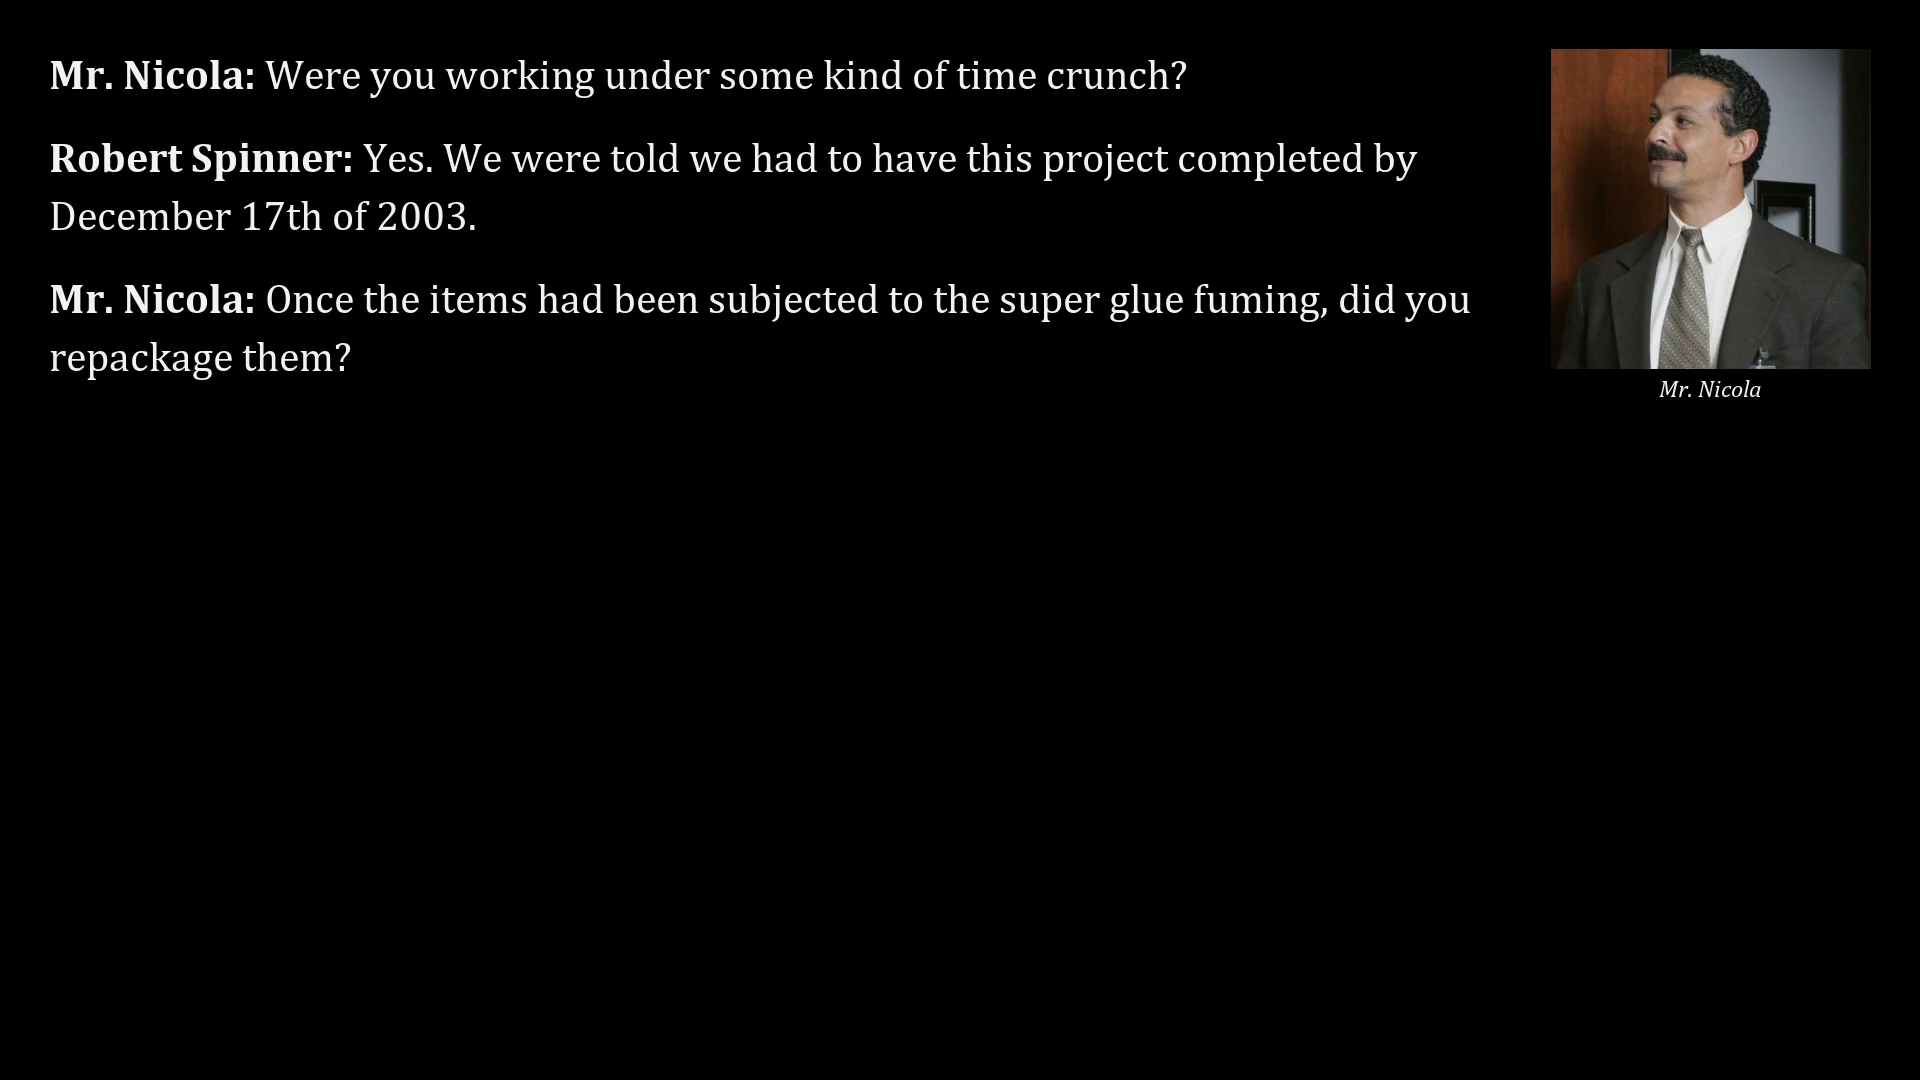 Mr. Nicola: Were you working under some kind of time crunch?
Robert Spinner: Yes. We were told we had to have this project completed by
December 17th of 2003.
Mr. Nicola: Once the items had been subjected to the super glue fuming, did you
repackage them?
Mr. Nicola